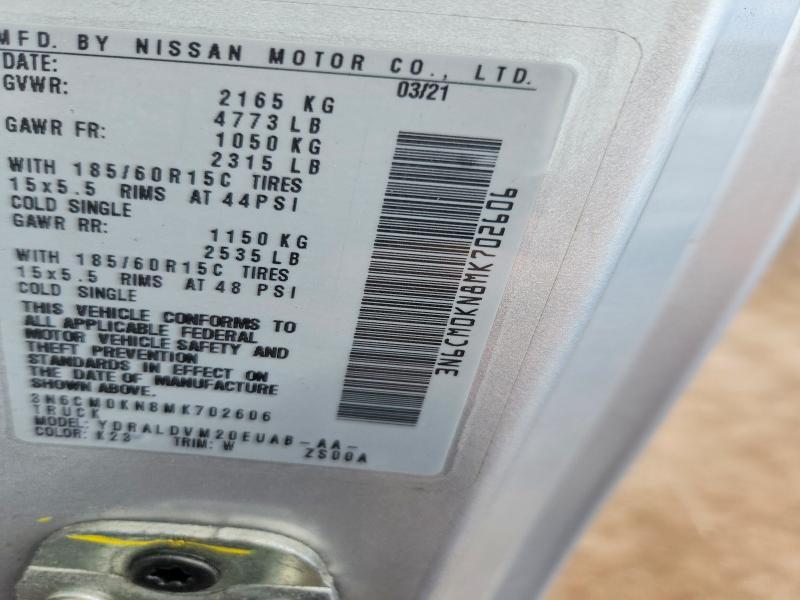 MFD. BY NISSAN MOTOR CO., LTD.
DATE: 03/21
GVWR: 2165 KG
4773 LB
GAWR FR: 1050 KG
2315 LB
WITH 185/60R15C TIRES
15x5.5 RIMS AT 44PSI
COLD SINGLE
GAWR RR: 1150 KG
2535 LB
WITH 185/60R15C TIRES
15x5.5 RIMS AT 48 PSI
COLD SINGLE
THIS VEHICLE CONFORMS TO
ALL APPLICABLE FEDERAL
MOTOR VEHICLE SAFETY AND
THEFT PREVENTION
STANDARDS IN EFFECT ON
THE DATE OF MANUFACTURE
SHOWN ABOVE.
3N6CM0KN8MK702606
TRUCK
MODEL: YDRALDVM20EUAB-AA-
COLOR: K23 TRIM: W ZS00A
3N6CM0KN8MK702606